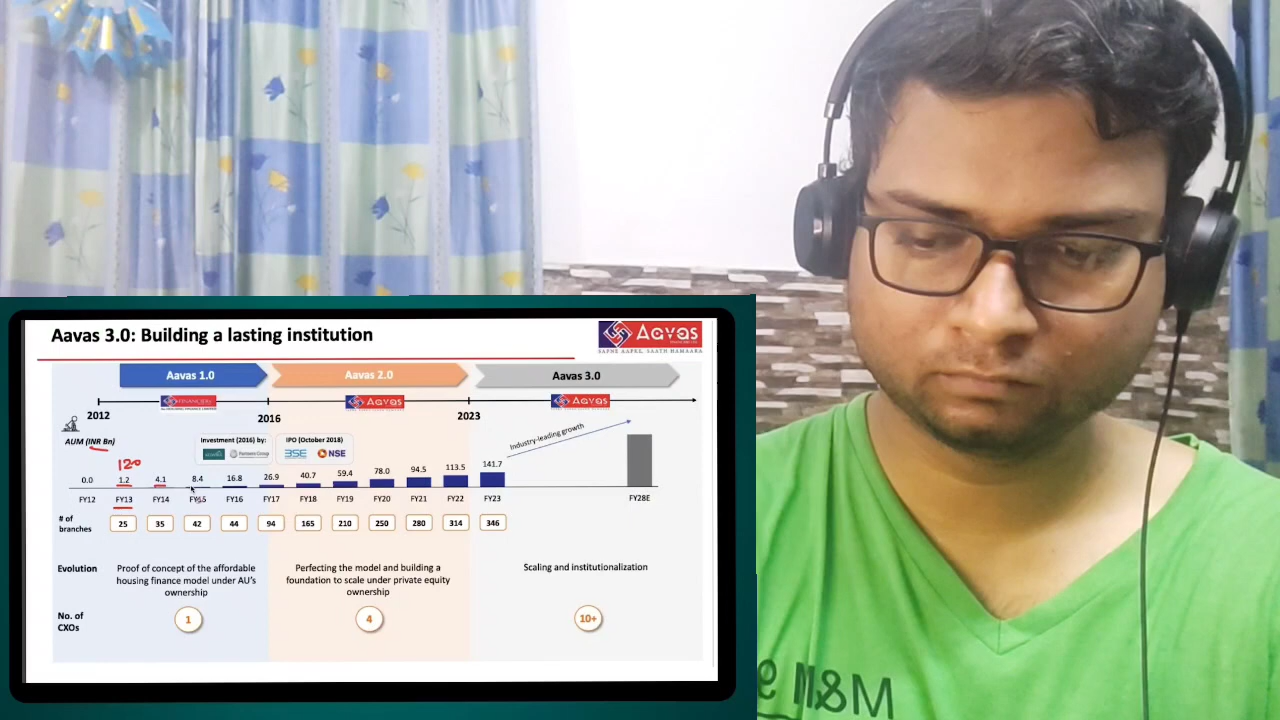 Aavas 3.0: Building a lasting institution
Aavas
FINANCIERS LTD
SAPNE AAPKE, SAATH HAMAARA
Aavas 1.0 Aavas 2.0 Aavas 3.0
Aavas Aavas
2012 2016 2023
AUM (INR Bn)
Investment (2016) by: IPO (October 2018)
Partners Group BSE NSE
Industry-leading growth
120
0.0 1.2 4.1 8.4 16.8 26.9 40.7 59.4 78.0 94.5 113.5 141.7
FY12 FY13 FY14 FY15 FY16 FY17 FY18 FY19 FY20 FY21 FY22 FY23 FY28E
# of branches 25 35 42 44 94 165 210 250 280 314 346
Evolution
Proof of concept of the affordable
housing finance model under AU's
ownership
Perfecting the model and building a
foundation to scale under private equity
ownership
Scaling and institutionalization
No. of
CXOs
1 4 10+
M&M